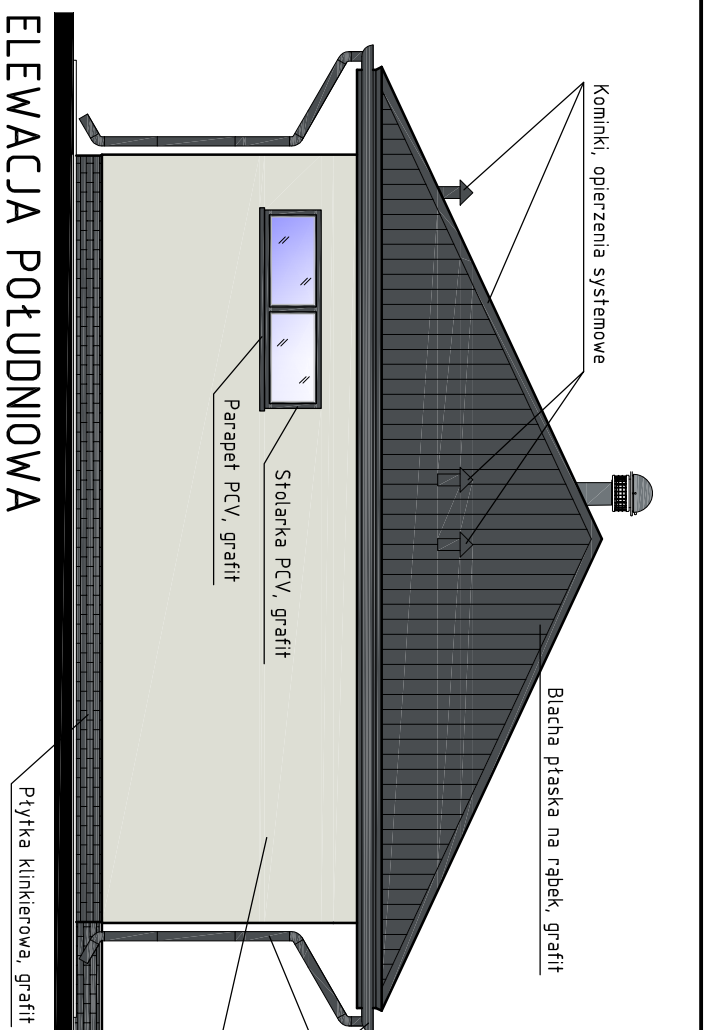 Kominki, opierzenia systemowe
Blacha płaska na rąbek, grafit
Stolarka PCV, grafit
Parapet PCV, grafit
Płytka klinkierowa, grafit
ELEWACJA POŁUDNIOWA